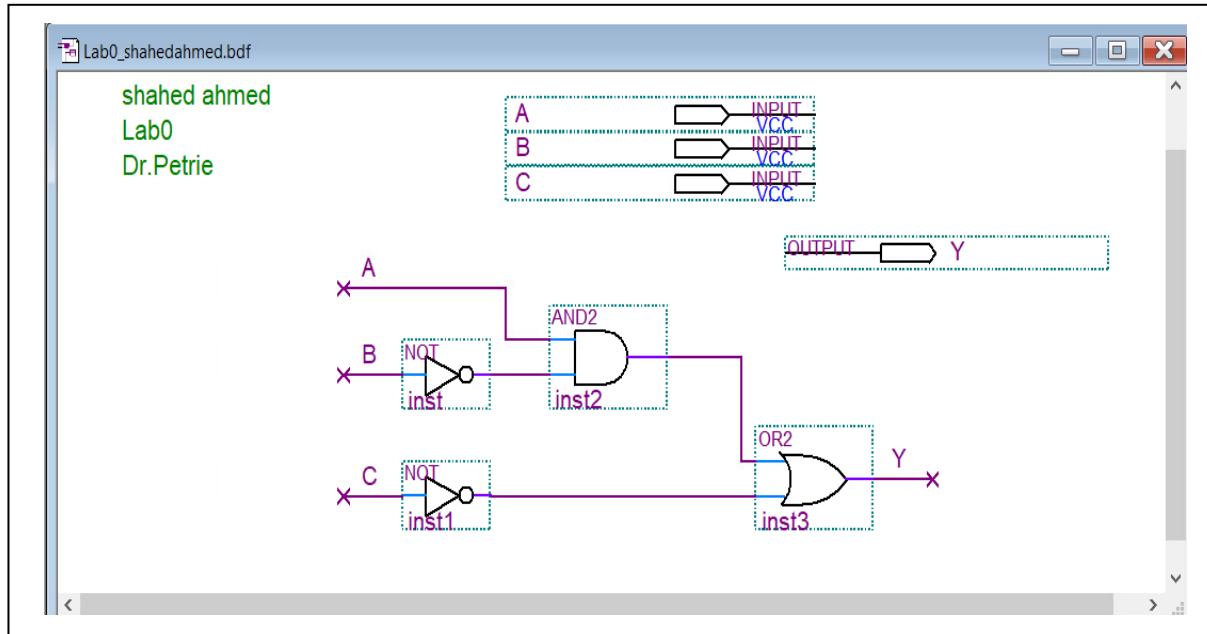 Lab0_shahedahmed.bdf
shahed ahmed
Lab0
Dr.Petrie
A INPUT
VCC
B INPUT
VCC
C INPUT
VCC
OUTPUT Y
A
AND2
B NOT
inst
inst2
OR2
C NOT
Y
inst1
inst3